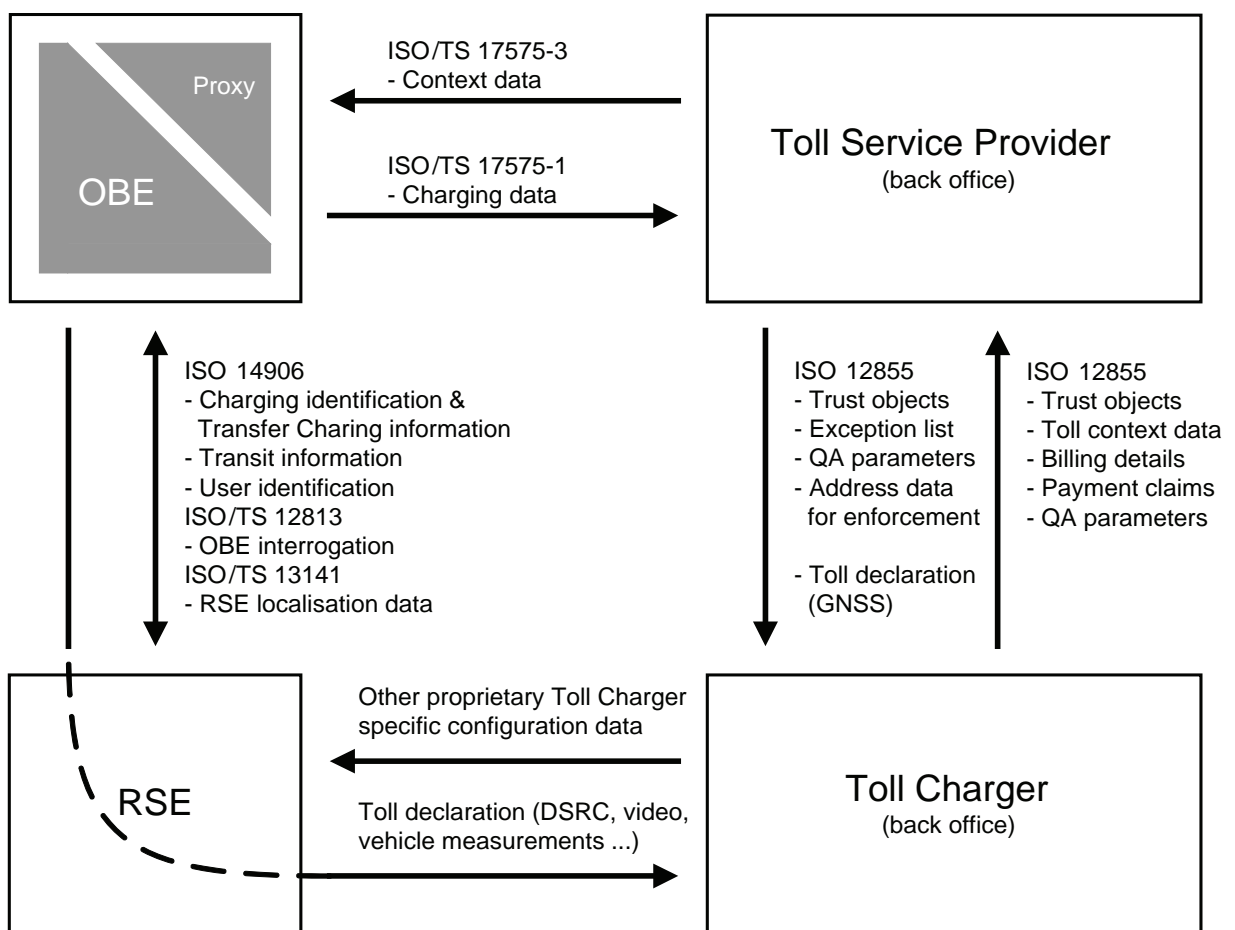 Proxy
OBE
ISO/TS 17575-3
- Context data
ISO/TS 17575-1
- Charging data
Toll Service Provider
(back office)
ISO 14906
- Charging identification &
Transfer Charing information
- Transit information
- User identification
ISO/TS 12813
- OBE interrogation
ISO/TS 13141
- RSE localisation data
ISO 12855
- Trust objects
- Exception list
- QA parameters
- Address data
for enforcement
- Toll declaration
(GNSS)
ISO 12855
- Trust objects
- Toll context data
- Billing details
- Payment claims
- QA parameters
RSE
Other proprietary Toll Charger
specific configuration data
Toll declaration (DSRC, video,
vehicle measurements ...)
Toll Charger
(back office)